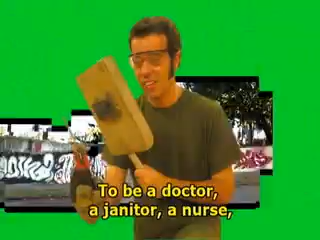 To be a doctor,
a janitor, a nurse,